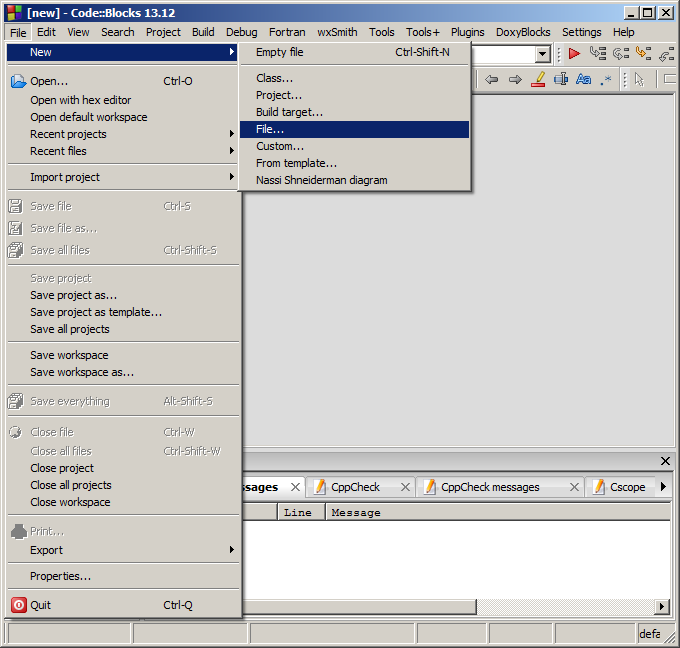 [new] - Code::Blocks 13.12
File Edit View Search Project Build Debug Fortran wxSmith Tools Tools+ Plugins DoxyBlocks Settings Help
New
Open... Ctrl-O
Open with hex editor
Open default workspace
Recent projects
Recent files
Import project
Save file Ctrl-S
Save file as...
Save all files Ctrl-Shift-S
Save project
Save project as...
Save project as template...
Save all projects
Save workspace
Save workspace as...
Save everything Alt-Shift-S
Close file Ctrl-W
Close all files Ctrl-Shift-W
Close project
Close all projects
Close workspace
Print...
Export
Properties...
Quit Ctrl-Q
Empty file Ctrl-Shift-N
Class...
Project...
Build target...
File...
Custom...
From template...
Nassi Shneiderman diagram
Aa .*
ssages CppCheck CppCheck messages Cscope
Line Message
defa